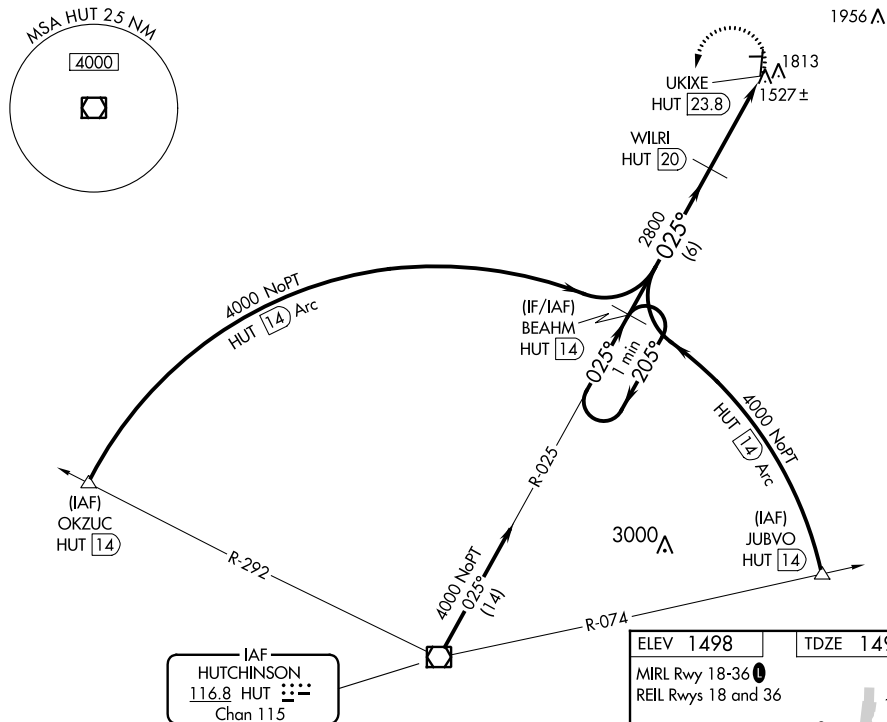 MSA HUT 25 NM
4000
1956
1813
UKIXE
HUT 23.8
1527 ±
WILRI
HUT 20
2800
025°
(6)
4000 NoPT
HUT 14 Arc
(IF/IAF)
BEAHM
HUT 14
025°
1 min
205°
4000 NoPT
HUT 14 Arc
R-025
(IAF)
OKZUC
HUT 14
3000
(IAF)
JUBVO
HUT 14
R-292
4000 NoPT
025°
(14)
R-074
IAF
HUTCHINSON
116.8 HUT
Chan 115
ELEV 1498
TDZE
MIRL Rwy 18-36 L
REIL Rwys 18 and 36